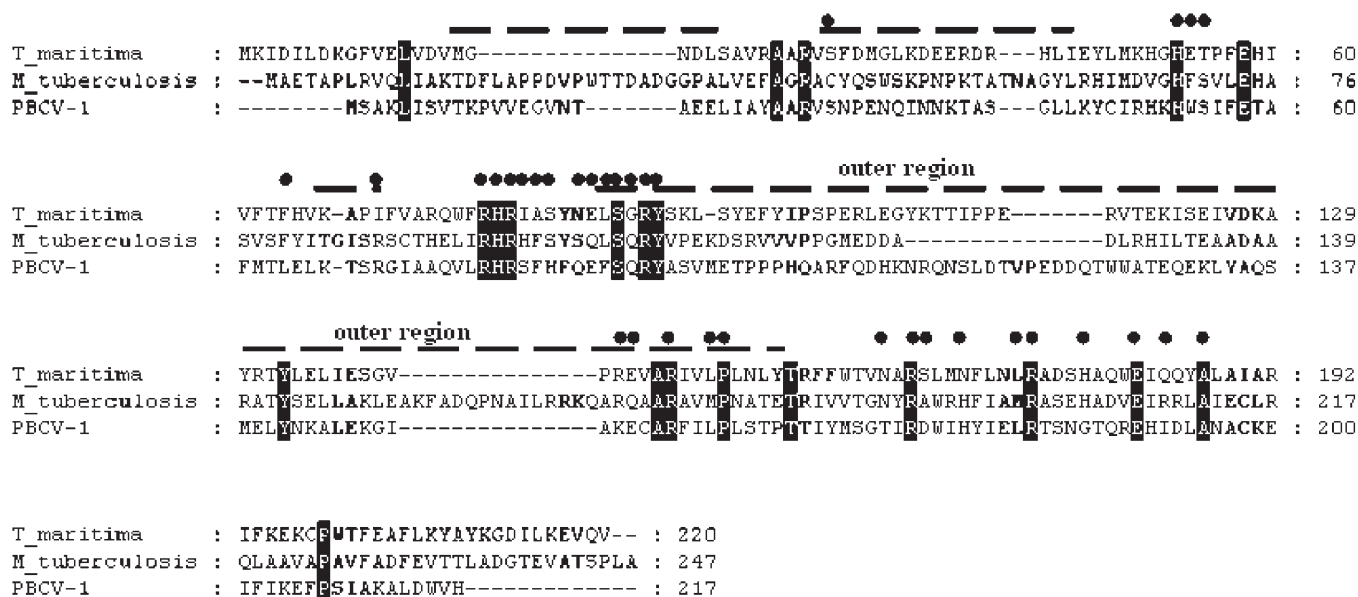 T_maritima : MKIDILDKGFVELVDVMG---------------NDLSAVRAARVSFDMGLKDEERDR---HLIEYLMKHGHETPFEHI : 60
M_tuberculosis : --MAETAPLRVQLIAKTDFLAPPDVPWTTDADGGPALVEFAGRACYQSWSKPNPKTATNAGYLRHIMDVGHFSVLEHA : 76
PBCV-1 : --------MSAKLISVTKPVVEGVNT-------AEELIAYAARVSNPENQINNKTAS---GLLKYCIRHKHWSIFETA : 60
outer region
T_maritima : VFTFHVK-APIFVARQWFRHRIASYNELSGRYSKL-SYEFYIPSPERLEGYKTTIPPE-------RVTEKISEIVDKA : 129
M_tuberculosis : SVSFYITGISRSCTHELIRHRHFSYSQLSQRYVPEKDSRVVVPPGMEDDA---------------DLRHILTEAADAA : 139
PBCV-1 : FMTLELK-TSRGIAAQVLRHRSFHFQEFSQRYASVMETPPPHQARFQDHKNRQNSLDTVPEDDQTWWATEQEKLYAQS : 137
outer region
T_maritima : YRTYLELIESGV---------------PREVARIVLPLNLYTRFFWTVNARSLMNFLNLRADSHAQWEIQQYALAIAR : 192
M_tuberculosis : RATYSELLAKLEAKFADQPNAILRRKQARQAARAVMPNATETRIVVTGNYRAWRHFIAMRASEHADVEIRRLAIECLR : 217
PBCV-1 : MELYNKALEKGI---------------AKECARFILPLSTPTTIYMSGTIRDWIHYIELRTSNGTQREHIDLANACKE : 200
T_maritima : IFKEKCPWTFEAFLKYAYKGDILKEVQV-- : 220
M_tuberculosis : QLAAVAPAVFADFEVTTLADGTEVATSPLA : 247
PBCV-1 : IFIKEFPSIAKALDWVH------------- : 217